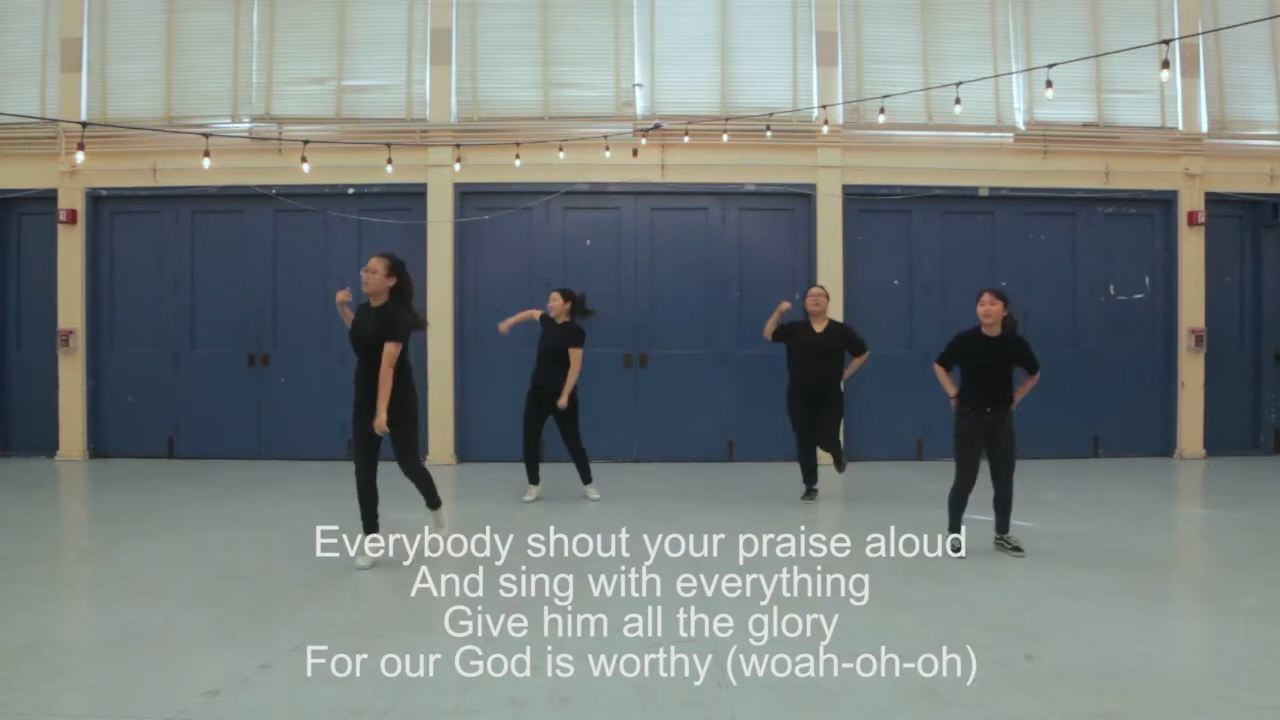 Everybody shout your praise aloud
And sing with everything
Give him all the glory
For our God is worthy (woah-oh-oh)